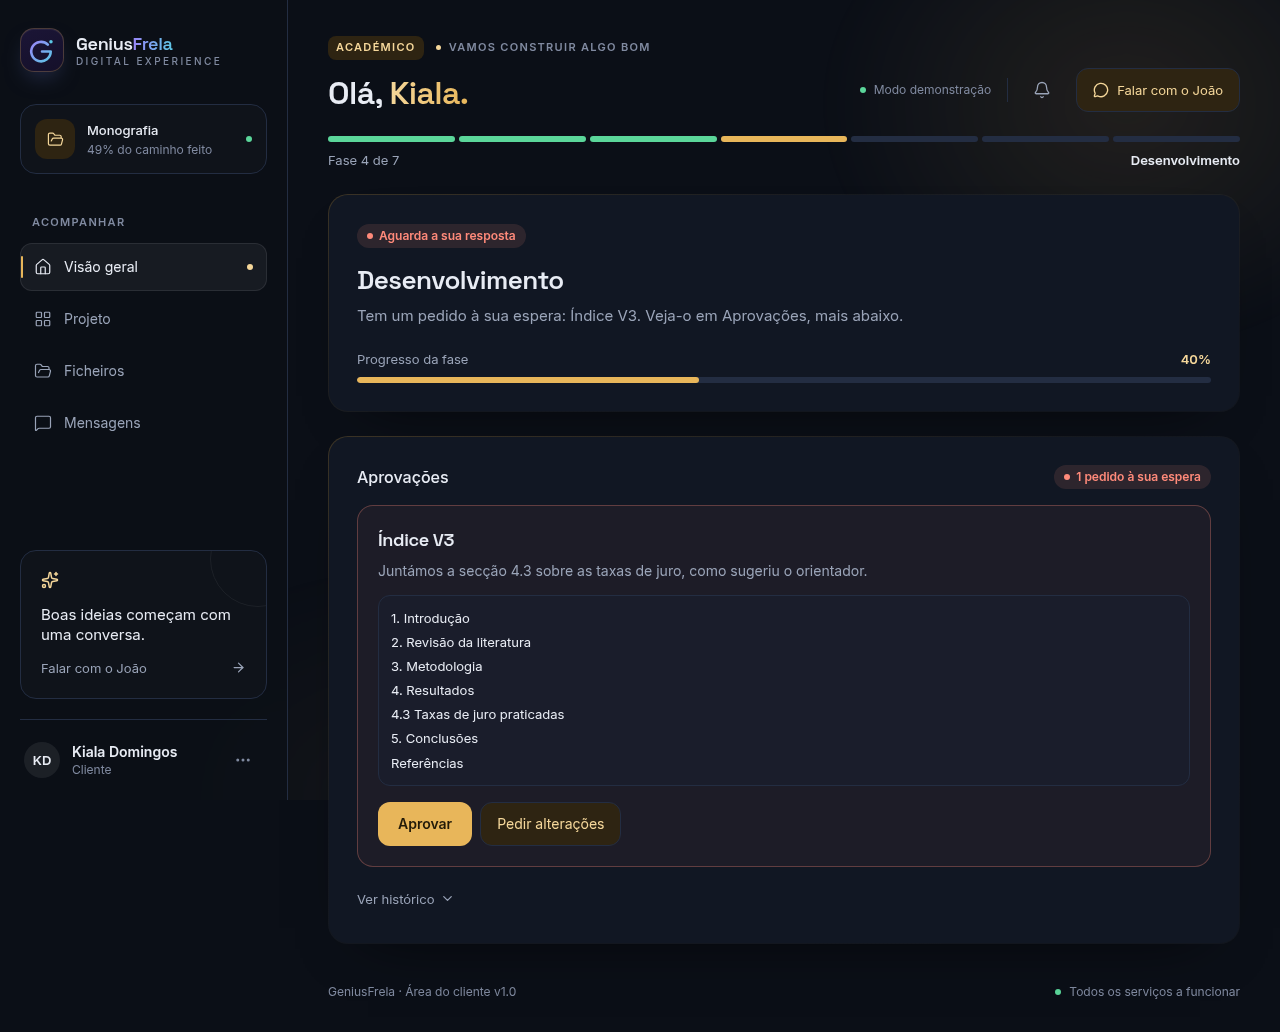 GeniusFrela
DIGITAL EXPERIENCE
Monografia
49% do caminho feito
ACOMPANHAR
Visão geral
Projeto
Ficheiros
Mensagens
Boas ideias começam com
uma conversa.
Falar com o João
KD
Kiala Domingos
Cliente
ACADÉMICO
VAMOS CONSTRUIR ALGO BOM
Olá, Kiala.
Modo demonstração
Falar com o João
Fase 4 de 7
Desenvolvimento
Aguarda a sua resposta
Desenvolvimento
Tem um pedido à sua espera: Índice V3. Veja-o em Aprovações, mais abaixo.
Progresso da fase
40%
Aprovações
1 pedido à sua espera
Índice V3
Juntámos a secção 4.3 sobre as taxas de juro, como sugeriu o orientador.
1. Introdução
2. Revisão da literatura
3. Metodologia
4. Resultados
4.3 Taxas de juro praticadas
5. Conclusões
Referências
Aprovar
Pedir alterações
Ver histórico
GeniusFrela · Área do cliente v1.0
Todos os serviços a funcionar